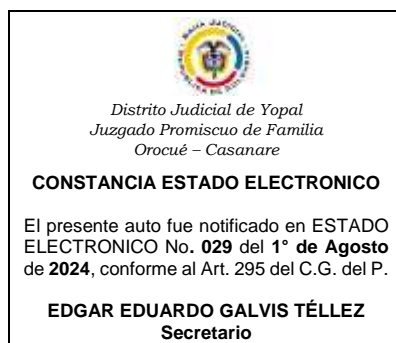 Distrito Judicial de Yopal
Juzgado Promiscuo de Familia
Orocué – Casanare
CONSTANCIA ESTADO ELECTRONICO
El presente auto fue notificado en ESTADO
ELECTRONICO No. 029 del 1° de Agosto
de 2024, conforme al Art. 295 del C.G. del P.
EDGAR EDUARDO GALVIS TÉLLEZ
Secretario